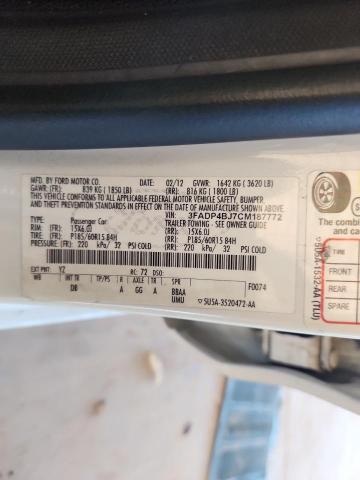 MFD. BY FORD MOTOR CO.
DATE: 02/12 GVWR: 1642 KG ( 3620 LB)
GAWR: (FR): 839 KG ( 1850 LB) (RR): 816 KG ( 1800 LB)
THIS VEHICLE CONFORMS TO ALL APPLICABLE FEDERAL MOTOR VEHICLE SAFETY, BUMPER,
AND THEFT PREVENTION STANDARDS IN EFFECT ON THE DATE OF MANUFACTURE SHOWN ABOVE.
VIN: 3FADP4BJ7CM187772
TYPE: Passenger Car TRAILER TOWING - SEE OWNER GUIDE
RIM: (FR): 15X6.0J (RR): 15X6.0J
TIRE: (FR): P185/60R15 84H (RR): P185/60R15 84H
PRESSURE: (FR): 220 kPa/ 32 PSI COLD (RR): 220 kPa/ 32 PSI COLD
EXT PNT: YZ RC: 72 DSO: F0074
INT TR TP/PS R AXLE TR SPR
DB A GG A BBAA
UMU 5U5A-3520472-AA
The combin
and ca
TIRE
FRONT
REAR
SPARE